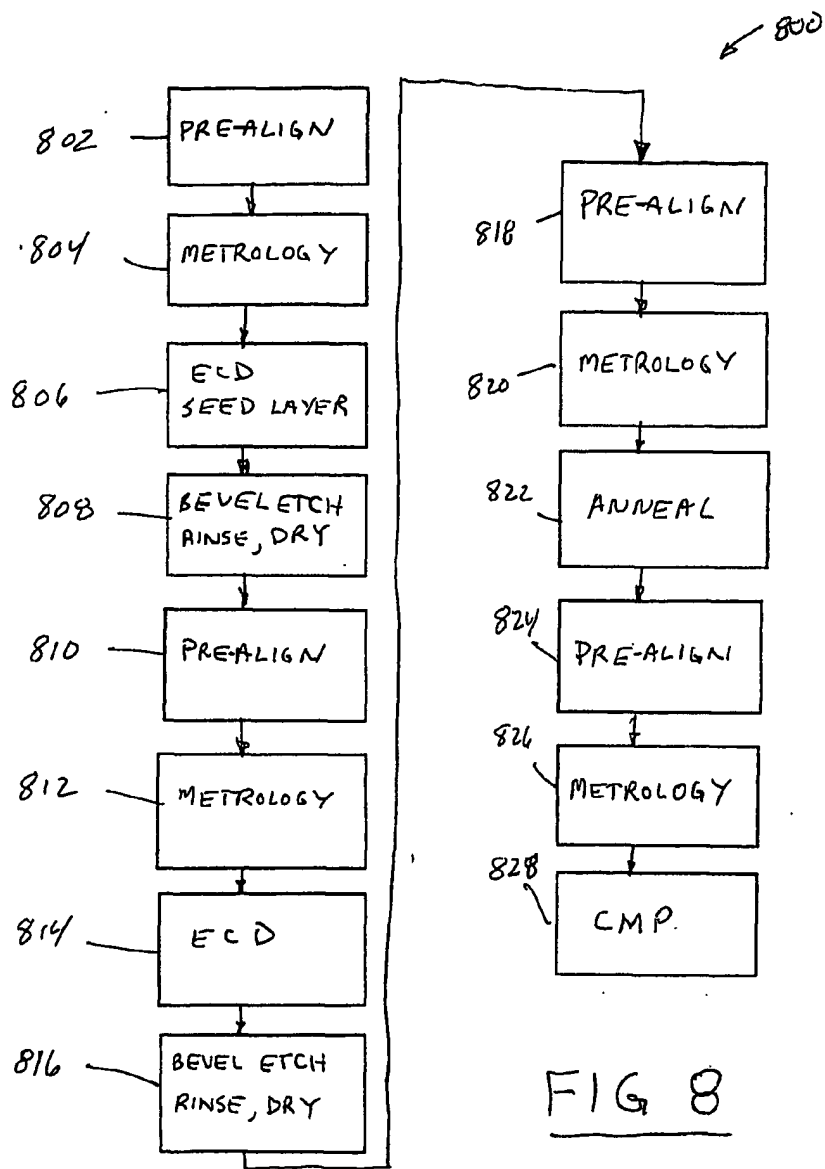 800
802
PRE-ALIGN
804
METROLOGY
806
ECD
SEED LAYER
808
BEVEL ETCH
RINSE, DRY
810
PRE-ALIGN
812
METROLOGY
814
ECD
816
BEVEL ETCH
RINSE, DRY
818
PRE-ALIGN
820
METROLOGY
822
ANNEAL
824
PRE-ALIGN
826
METROLOGY
828
CMP.
FIG 8